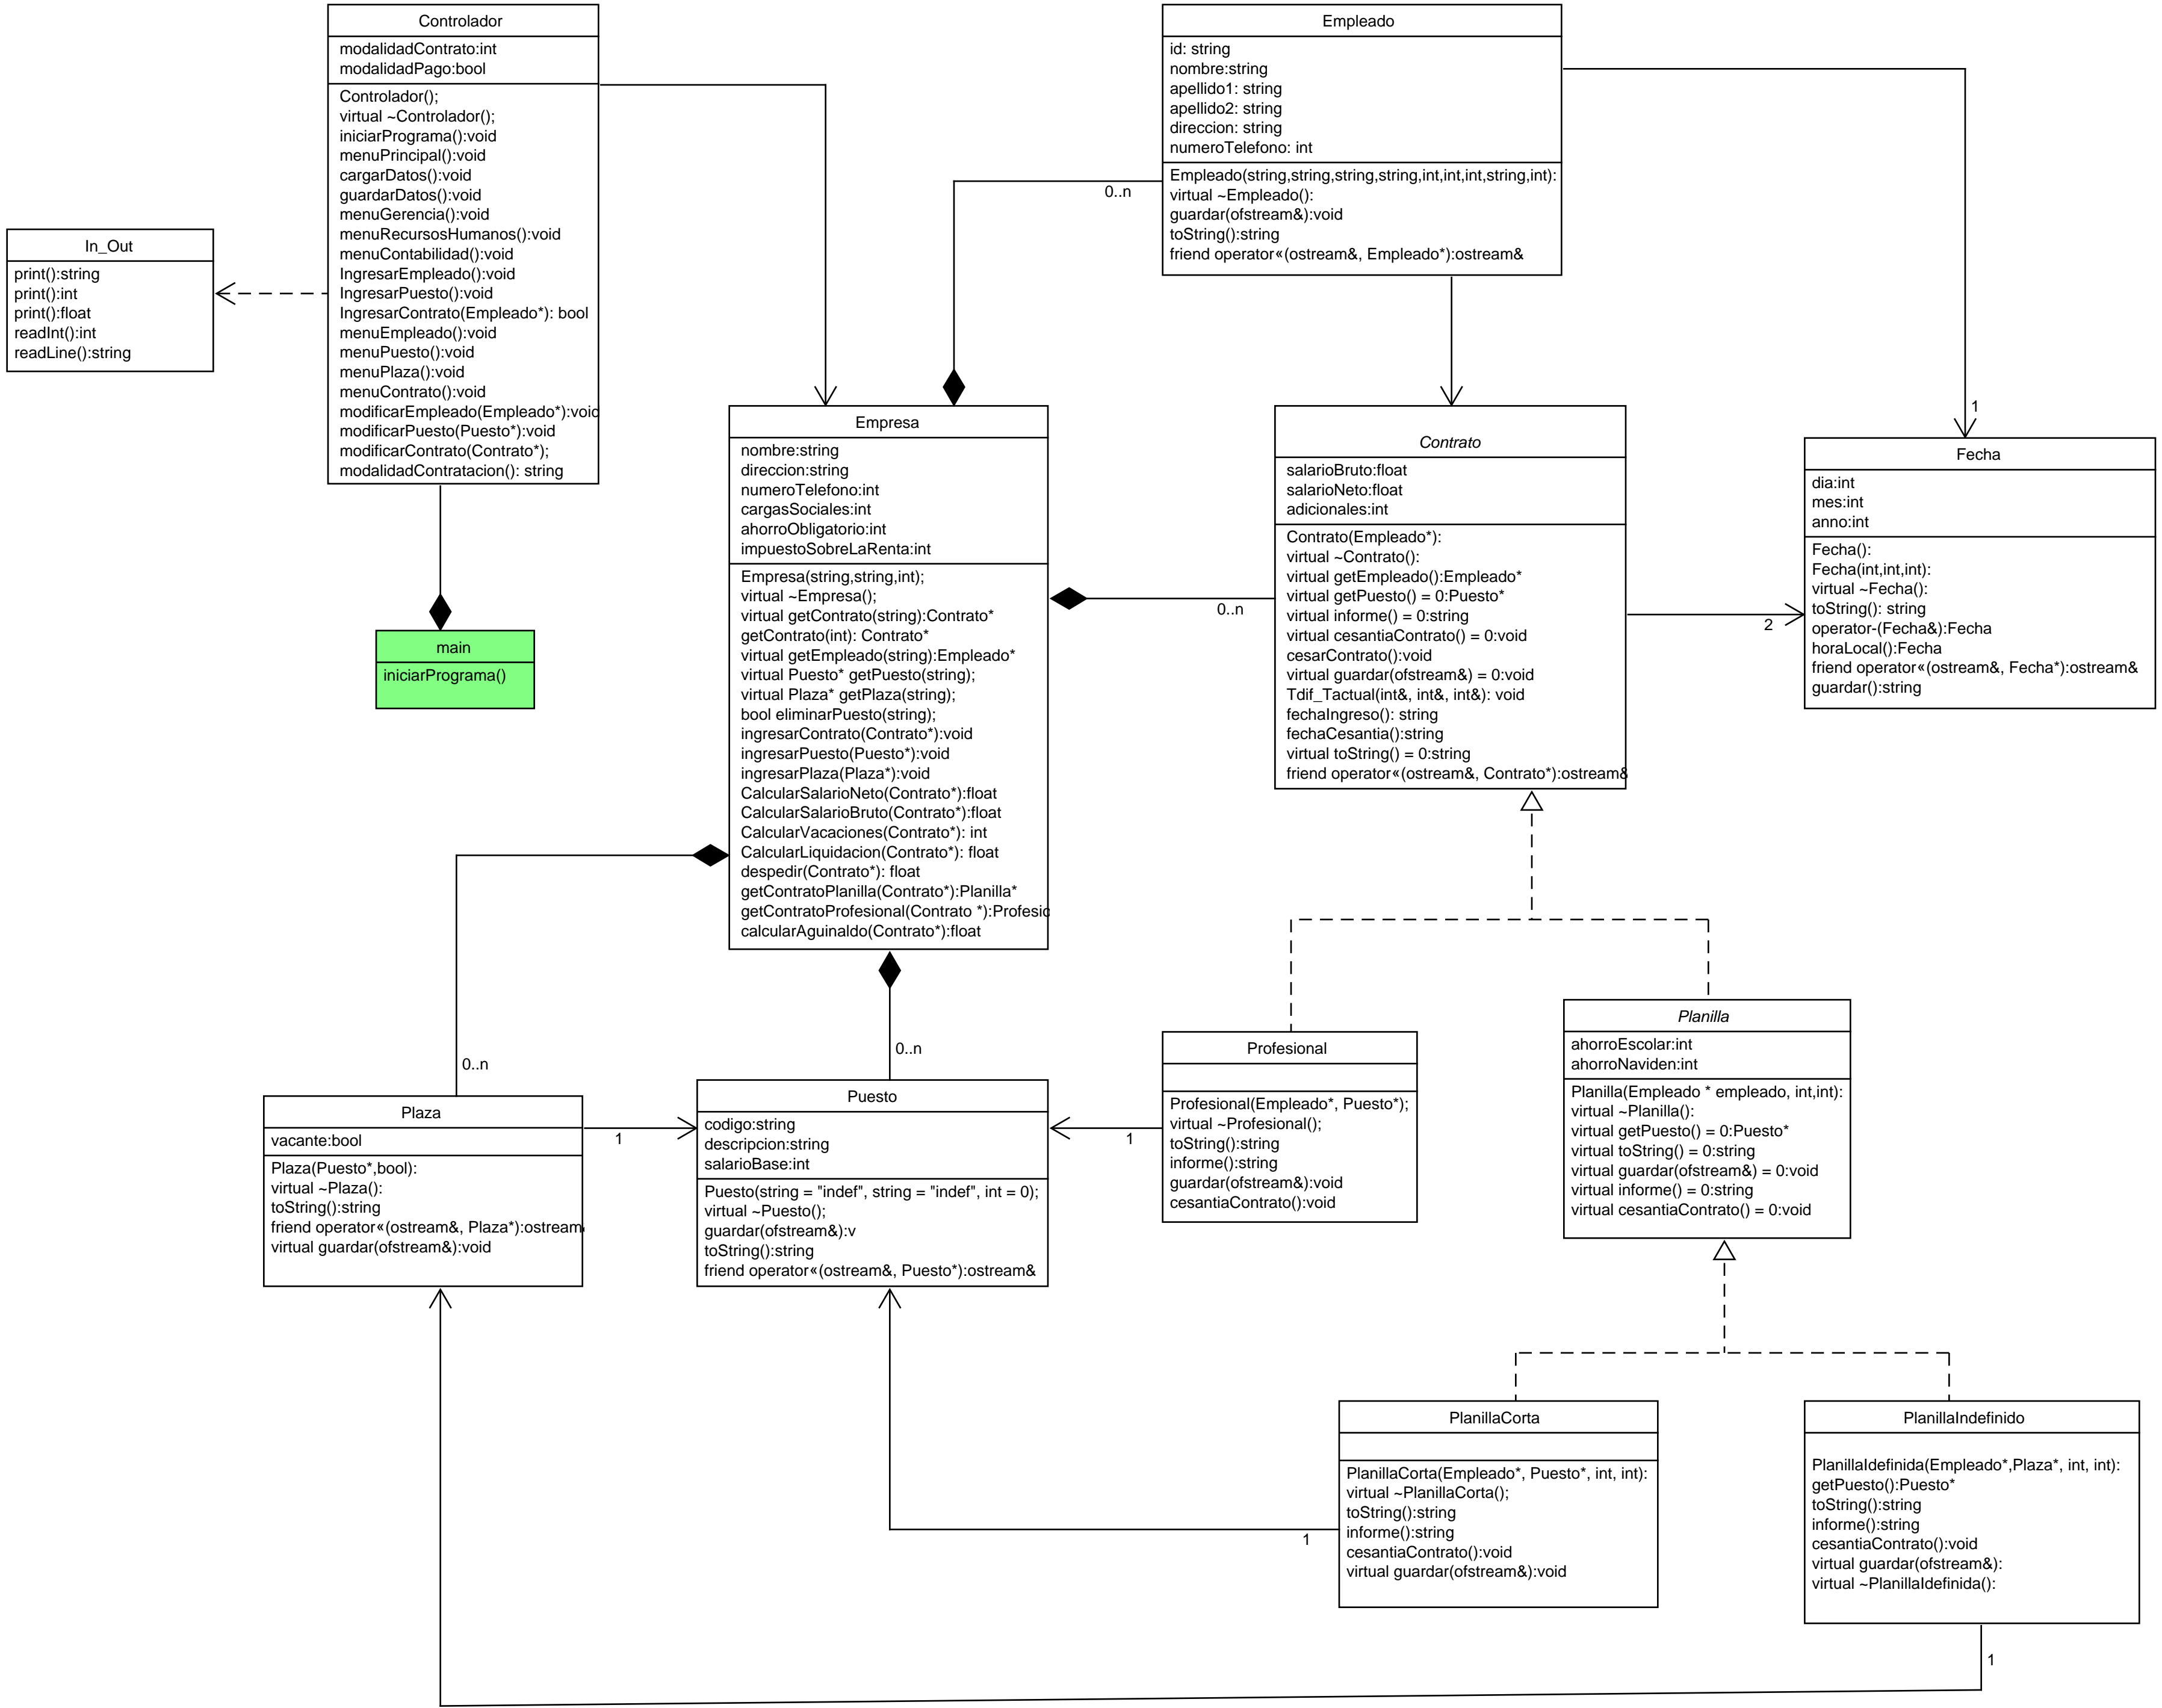 Controlador
modalidadContrato:int
modalidadPago:bool
Controlador();
virtual ~Controlador();
iniciarPrograma():void
menuPrincipal():void
cargarDatos():void
guardarDatos():void
menuGerencia():void
menuRecursosHumanos():void
menuContabilidad():void
IngresarEmpleado():void
IngresarPuesto():void
IngresarContrato(Empleado*): bool
menuEmpleado():void
menuPuesto():void
menuPlaza():void
menuContrato():void
modificarEmpleado(Empleado*):void
modificarPuesto(Puesto*):void
modificarContrato(Contrato*);
modalidadContratacion(): string
Empleado
id: string
nombre:string
apellido1: string
apellido2: string
direccion: string
numeroTelefono: int
Empleado(string,string,string,string,int,int,int,string,int):
virtual ~Empleado():
guardar(ofstream&):void
toString():string
friend operator«(ostream&, Empleado*):ostream&
0..n
In_Out
print():string
print():int
print():float
readInt():int
readLine():string
main
iniciarPrograma()
Empresa
nombre:string
direccion:string
numeroTelefono:int
cargasSociales:int
ahorroObligatorio:int
impuestoSobreLaRenta:int
Empresa(string,string,int);
virtual ~Empresa();
virtual getContrato(string):Contrato*
getContrato(int): Contrato*
virtual getEmpleado(string):Empleado*
virtual Puesto* getPuesto(string);
virtual Plaza* getPlaza(string);
bool eliminarPuesto(string);
ingresarContrato(Contrato*):void
ingresarPuesto(Puesto*):void
ingresarPlaza(Plaza*):void
CalcularSalarioNeto(Contrato*):float
CalcularSalarioBruto(Contrato*):float
CalcularVacaciones(Contrato*): int
CalcularLiquidacion(Contrato*): float
despedir(Contrato*): float
getContratoPlanilla(Contrato*):Planilla*
getContratoProfesional(Contrato *):Profesio
calcularAguinaldo(Contrato*):float
0..n
Contrato
salarioBruto:float
salarioNeto:float
adicionales:int
Contrato(Empleado*):
virtual ~Contrato():
virtual getEmpleado():Empleado*
virtual getPuesto() = 0:Puesto*
virtual informe() = 0:string
virtual cesantiaContrato() = 0:void
cesarContrato():void
virtual guardar(ofstream&) = 0:void
Tdif_Tactual(int&, int&, int&): void
fechaIngreso(): string
fechaCesantia():string
virtual toString() = 0:string
friend operator«(ostream&, Contrato*):ostream&
1
2
Fecha
dia:int
mes:int
anno:int
Fecha():
Fecha(int,int,int):
virtual ~Fecha():
toString(): string
operator-(Fecha&):Fecha
horaLocal():Fecha
friend operator«(ostream&, Fecha*):ostream&
guardar():string
0..n
0..n
Plaza
vacante:bool
Plaza(Puesto*,bool):
virtual ~Plaza():
toString():string
friend operator«(ostream&, Plaza*):ostream&
virtual guardar(ofstream&):void
1
Puesto
codigo:string
descripcion:string
salarioBase:int
Puesto(string = "indef", string = "indef", int = 0);
virtual ~Puesto();
guardar(ofstream&):v
toString():string
friend operator«(ostream&, Puesto*):ostream&
1
Profesional
Profesional(Empleado*, Puesto*);
virtual ~Profesional();
toString():string
informe():string
guardar(ofstream&):void
cesantiaContrato():void
Planilla
ahorroEscolar:int
ahorroNaviden:int
Planilla(Empleado * empleado, int,int):
virtual ~Planilla():
virtual getPuesto() = 0:Puesto*
virtual toString() = 0:string
virtual guardar(ofstream&) = 0:void
virtual informe() = 0:string
virtual cesantiaContrato() = 0:void
1
PlanillaCorta
PlanillaCorta(Empleado*, Puesto*, int, int):
virtual ~PlanillaCorta();
toString():string
informe():string
cesantiaContrato():void
virtual guardar(ofstream&):void
PlanillaIndefinido
PlanillaIdefinida(Empleado*,Plaza*, int, int):
getPuesto():Puesto*
toString():string
informe():string
cesantiaContrato():void
virtual guardar(ofstream&):
virtual ~PlanillaIdefinida():
1